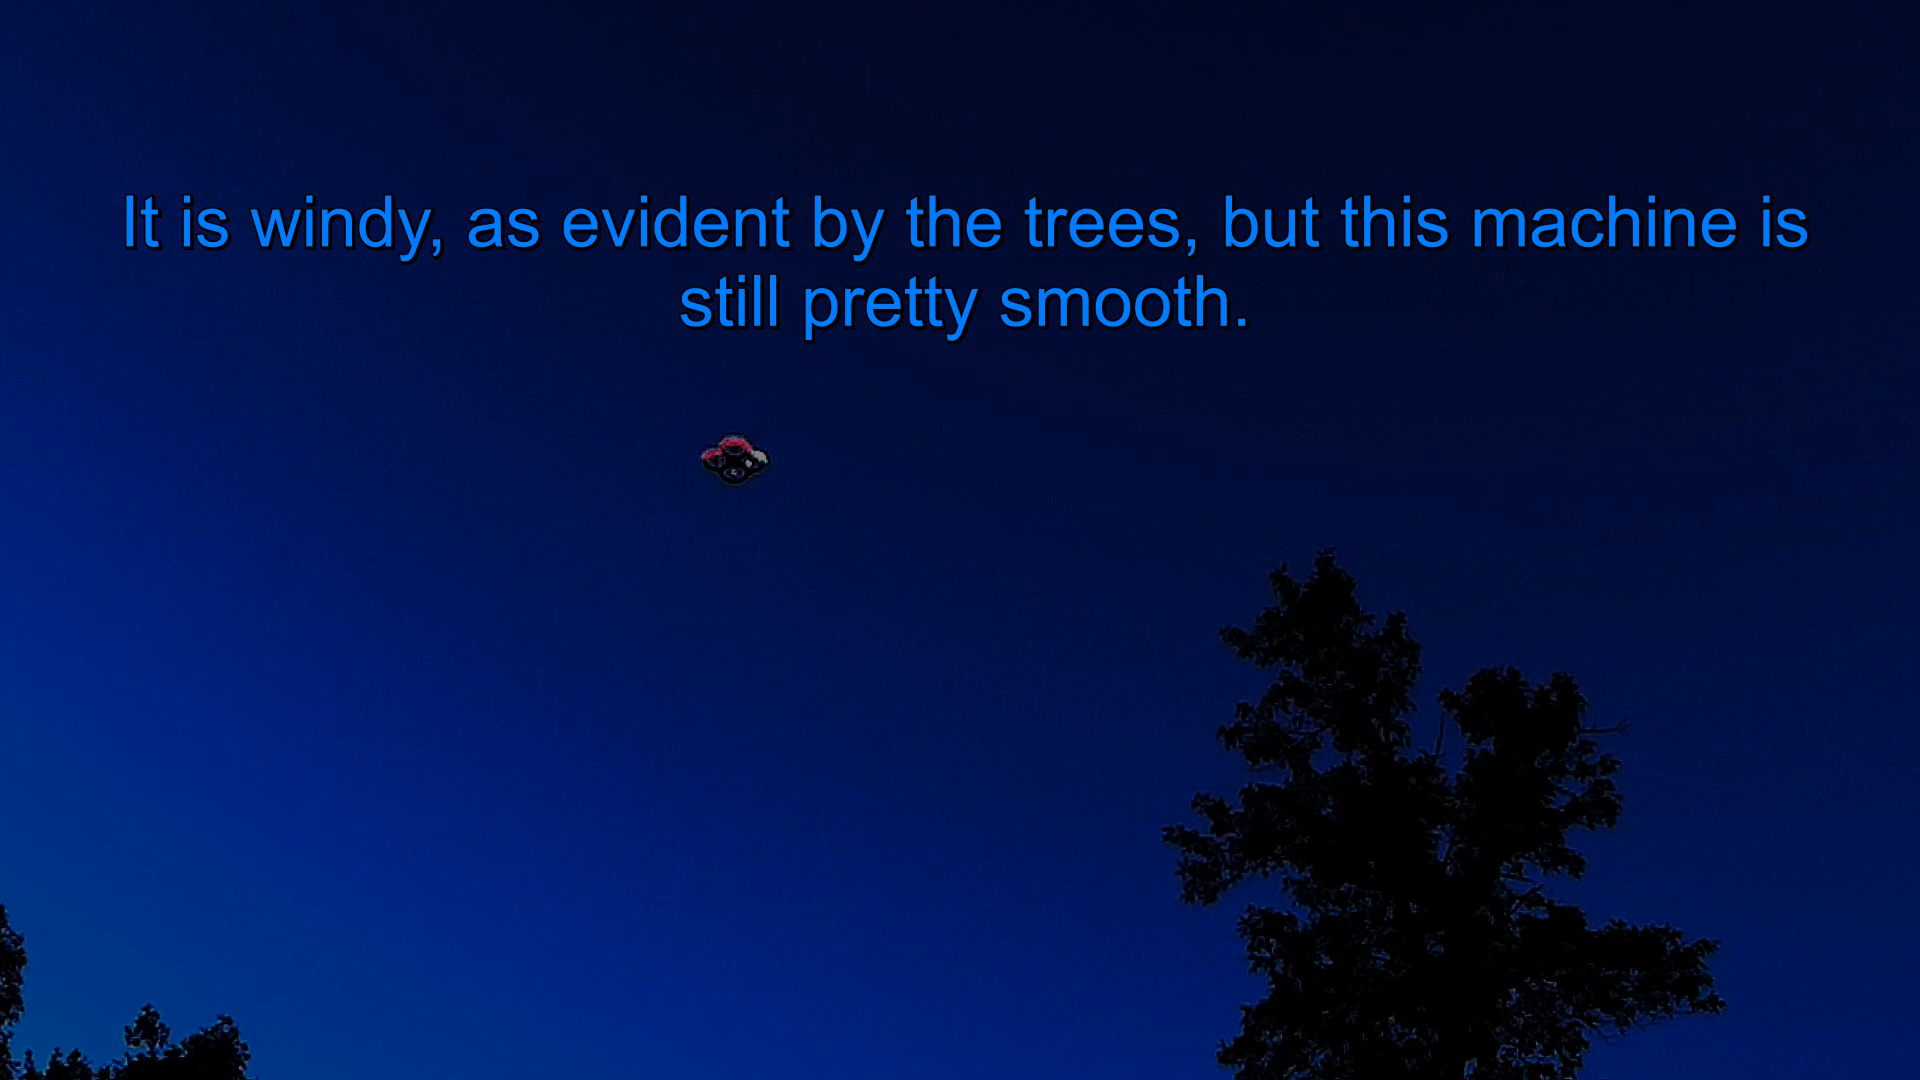 It is windy, as evident by the trees, but this machine is
still pretty smooth.